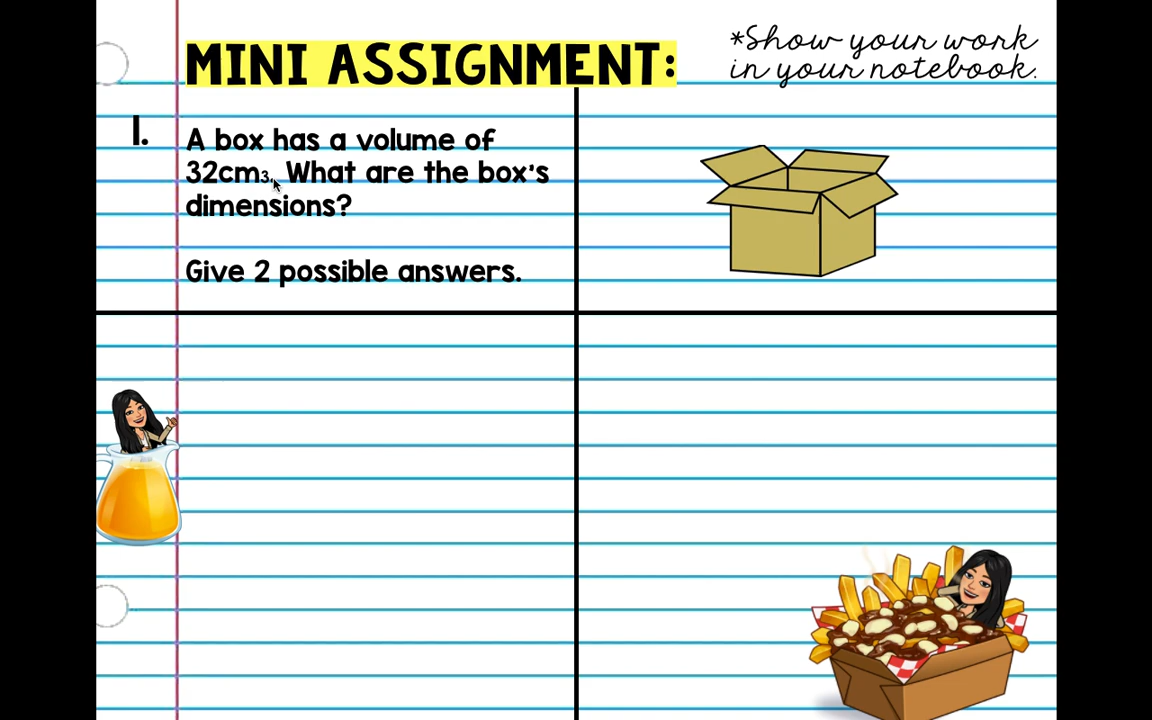 MINI ASSIGNMENT:
*Show your work
in your notebook.
1.
A box has a volume of
32cm3. What are the box's
dimensions?
Give 2 possible answers.